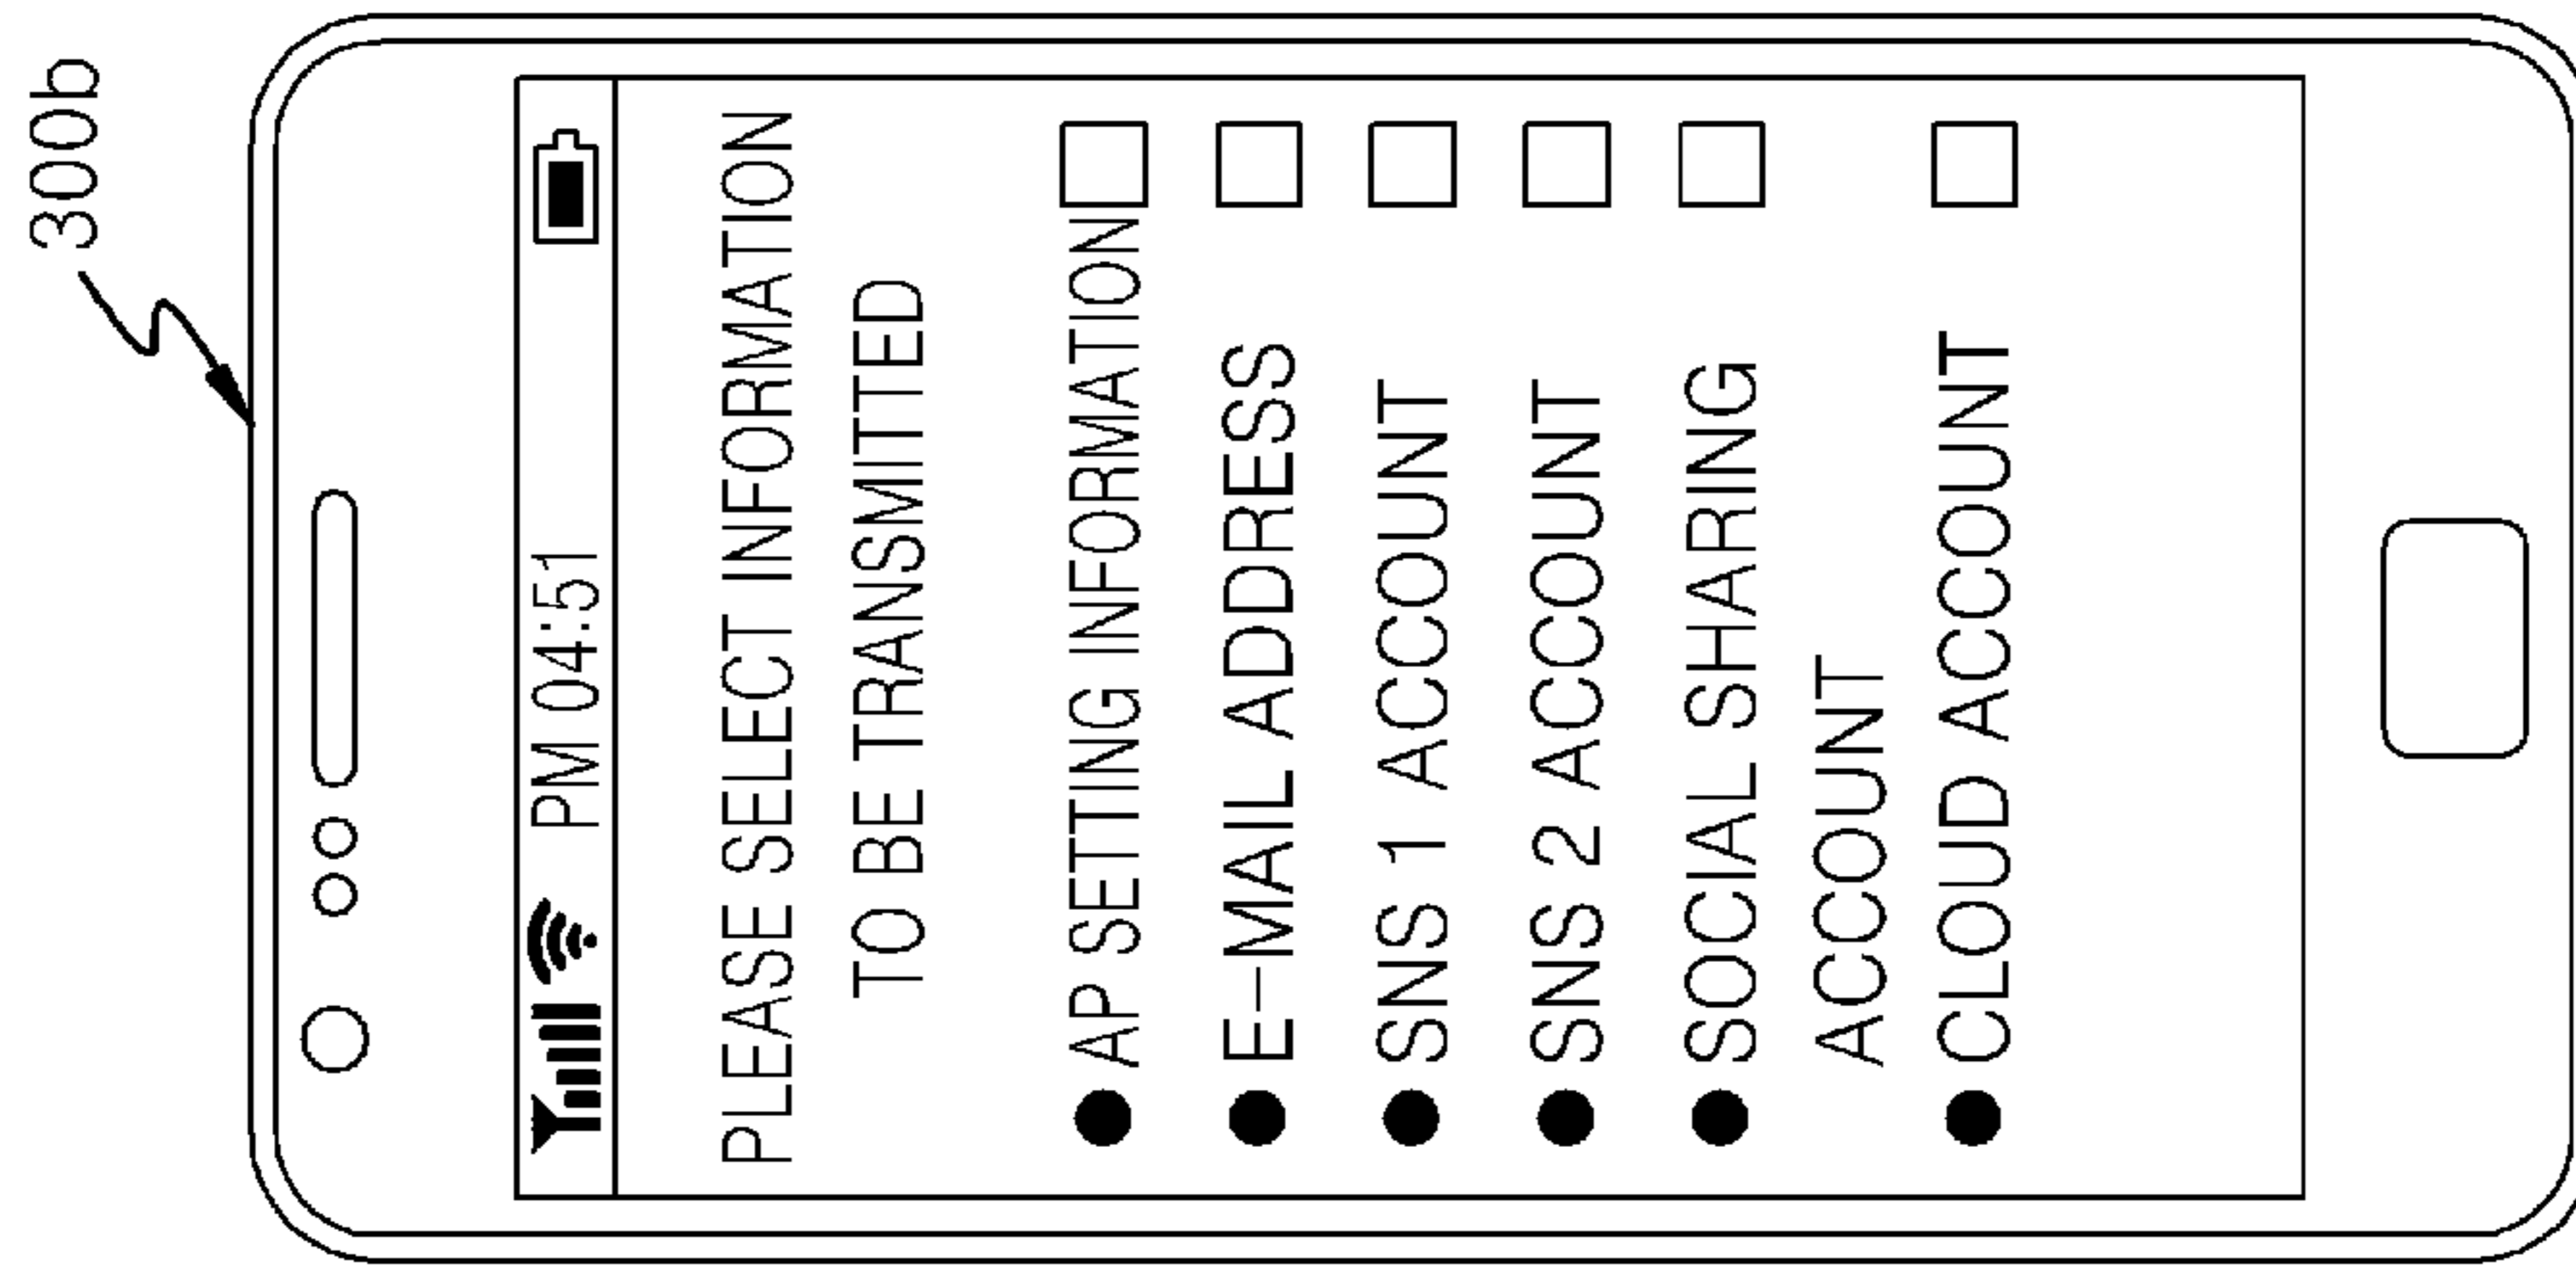 300b
PM 04:51
PLEASE SELECT INFORMATION
TO BE TRANSMITTED
● AP SETTING INFORMATION
● E-MAIL ADDRESS
● SNS 1 ACCOUNT
● SNS 2 ACCOUNT
● SOCIAL SHARING
ACCOUNT
● CLOUD ACCOUNT